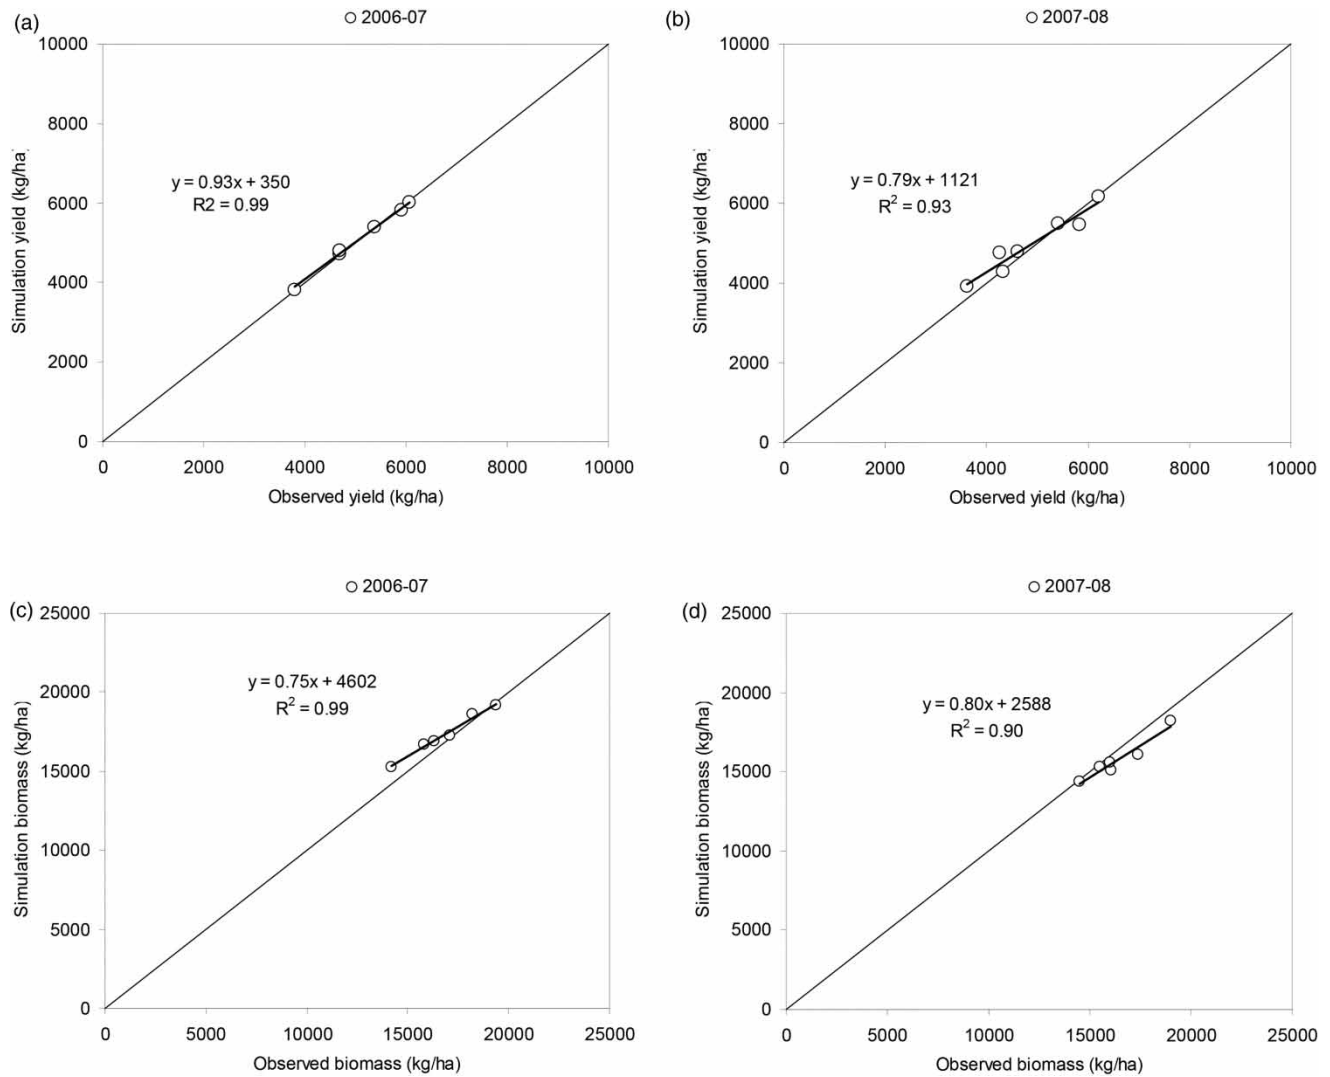 (a)
2006-07
10000
8000
6000
4000
2000
0
Simulation yield (kg/ha)
y = 0.93x + 350
R2 = 0.99
0 2000 4000 6000 8000 10000
Observed yield (kg/ha)
(b)
2007-08
10000
8000
6000
4000
2000
0
Simulation yield (kg/ha)
y = 0.79x + 1121
R² = 0.93
0 2000 4000 6000 8000 10000
Observed yield (kg/ha)
(c)
2006-07
25000
20000
15000
10000
5000
0
Simulation biomass (kg/ha)
y = 0.75x + 4602
R² = 0.99
0 5000 10000 15000 20000 25000
Observed biomass (kg/ha)
(d)
2007-08
25000
20000
15000
10000
5000
0
Simulation biomass (kg/ha)
y = 0.80x + 2588
R² = 0.90
0 5000 10000 15000 20000 25000
Observed biomass (kg/ha)